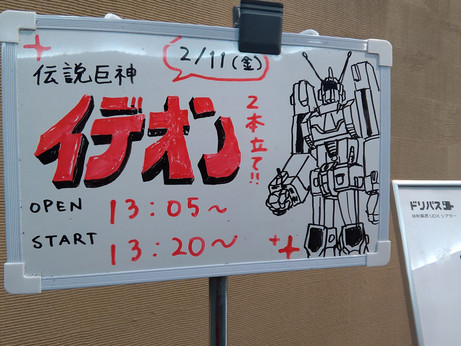 2/11(金)
伝説巨神
イデオン
2本立て!!
OPEN 13:05～
START 13:20～
ドリパス